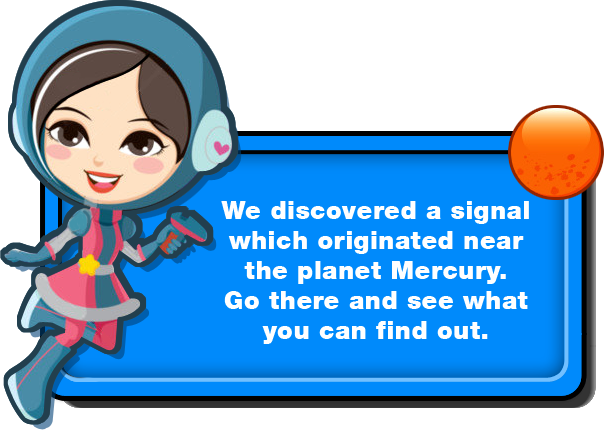 We discovered a signal
which originated near
the planet Mercury.
Go there and see what
you can find out.